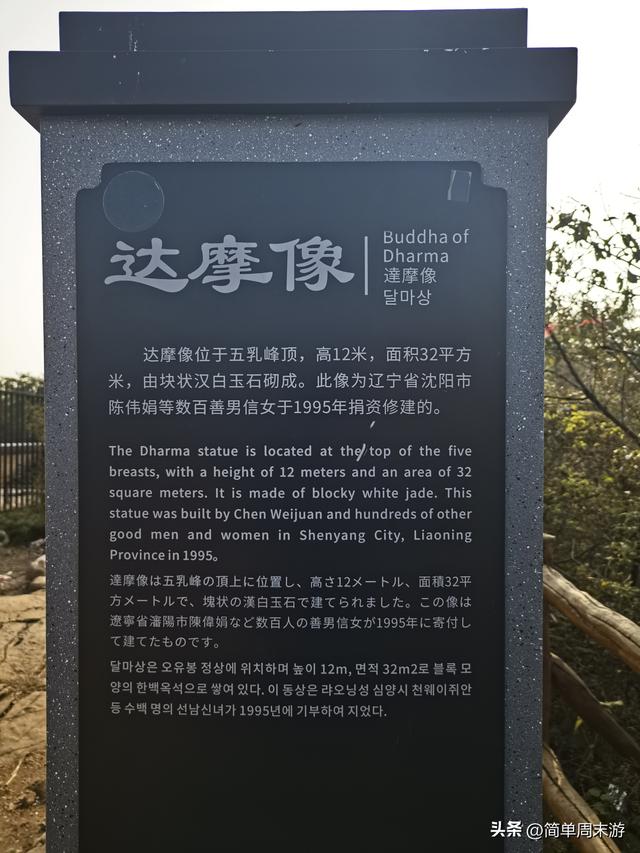 达摩像
Buddha of
Dharma
達摩像
달마상
达摩像位于五乳峰顶，高12米，面积32平方
米，由块状汉白玉石砌成。此像为辽宁省沈阳市
陈伟娟等数百善男信女于1995年捐资修建的。
The Dharma statue is located at the top of the five
breasts, with a height of 12 meters and an area of 32
square meters. It is made of blocky white jade. This
statue was built by Chen Weijuan and hundreds of other
good men and women in Shenyang City, Liaoning
Province in 1995。
達摩像は五乳峰の頂上に位置し、高さ12メートル、面積32平
方メートルで、塊状の漢白玉石で建てられました。この像は
遼寧省瀋陽市陳偉娟など数百人の善男信女が1995年に寄付し
て建てたものです。
달마상은 오유봉 정상에 위치하며 높이 12m, 면적 32m2로 블록 모
양의 한백옥석으로 쌓여 있다. 이 동상은 랴오닝성 심양시 천웨이쥐안
등 수백 명의 선남신녀가 1995년에 기부하여 지었다.
头条 @简单周末游